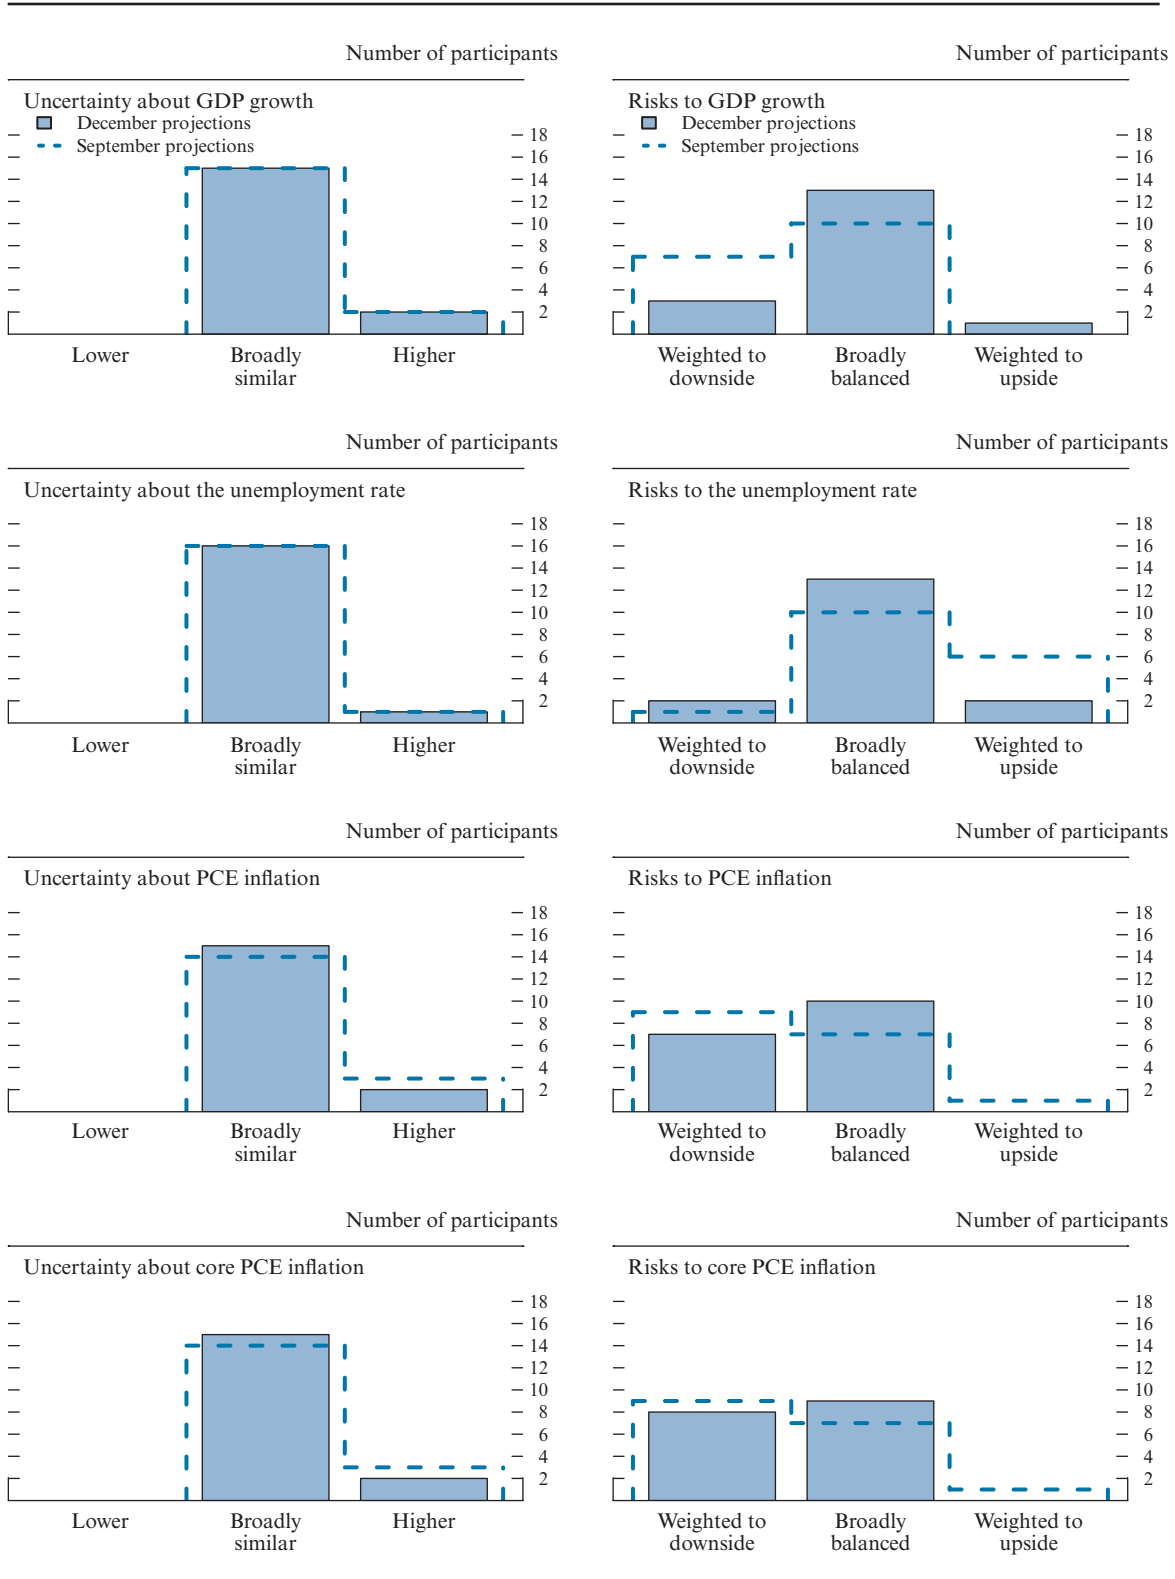 Number of participants
Uncertainty about GDP growth
December projections
September projections
18
16
14
12
10
8
6
4
2
Lower
Broadly similar
Higher
Number of participants
Risks to GDP growth
December projections
September projections
18
16
14
12
10
8
6
4
2
Weighted to downside
Broadly balanced
Weighted to upside
Number of participants
Uncertainty about the unemployment rate
18
16
14
12
10
8
6
4
2
Lower
Broadly similar
Higher
Number of participants
Risks to the unemployment rate
18
16
14
12
10
8
6
4
2
Weighted to downside
Broadly balanced
Weighted to upside
Number of participants
Uncertainty about PCE inflation
18
16
14
12
10
8
6
4
2
Lower
Broadly similar
Higher
Number of participants
Risks to PCE inflation
18
16
14
12
10
8
6
4
2
Weighted to downside
Broadly balanced
Weighted to upside
Number of participants
Uncertainty about core PCE inflation
18
16
14
12
10
8
6
4
2
Lower
Broadly similar
Higher
Number of participants
Risks to core PCE inflation
18
16
14
12
10
8
6
4
2
Weighted to downside
Broadly balanced
Weighted to upside